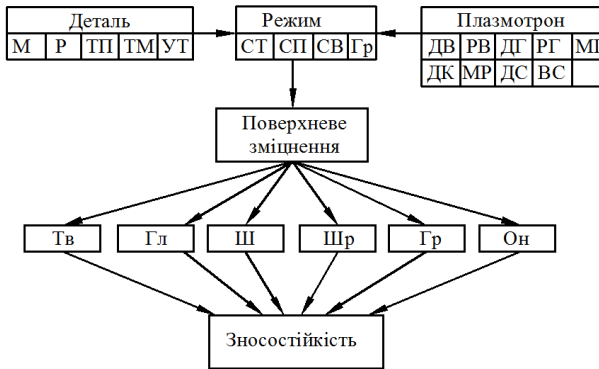 Деталь
Режим
Плазмотрон
М Р ТП ТМ УТ
СТ СП СВ Гр
ДВ РВ ДГ РГ
ДК МР ДС ВС
Поверхневе
зміцнення
Тв Гл Ш Шр Гр Он
Зносостійкість